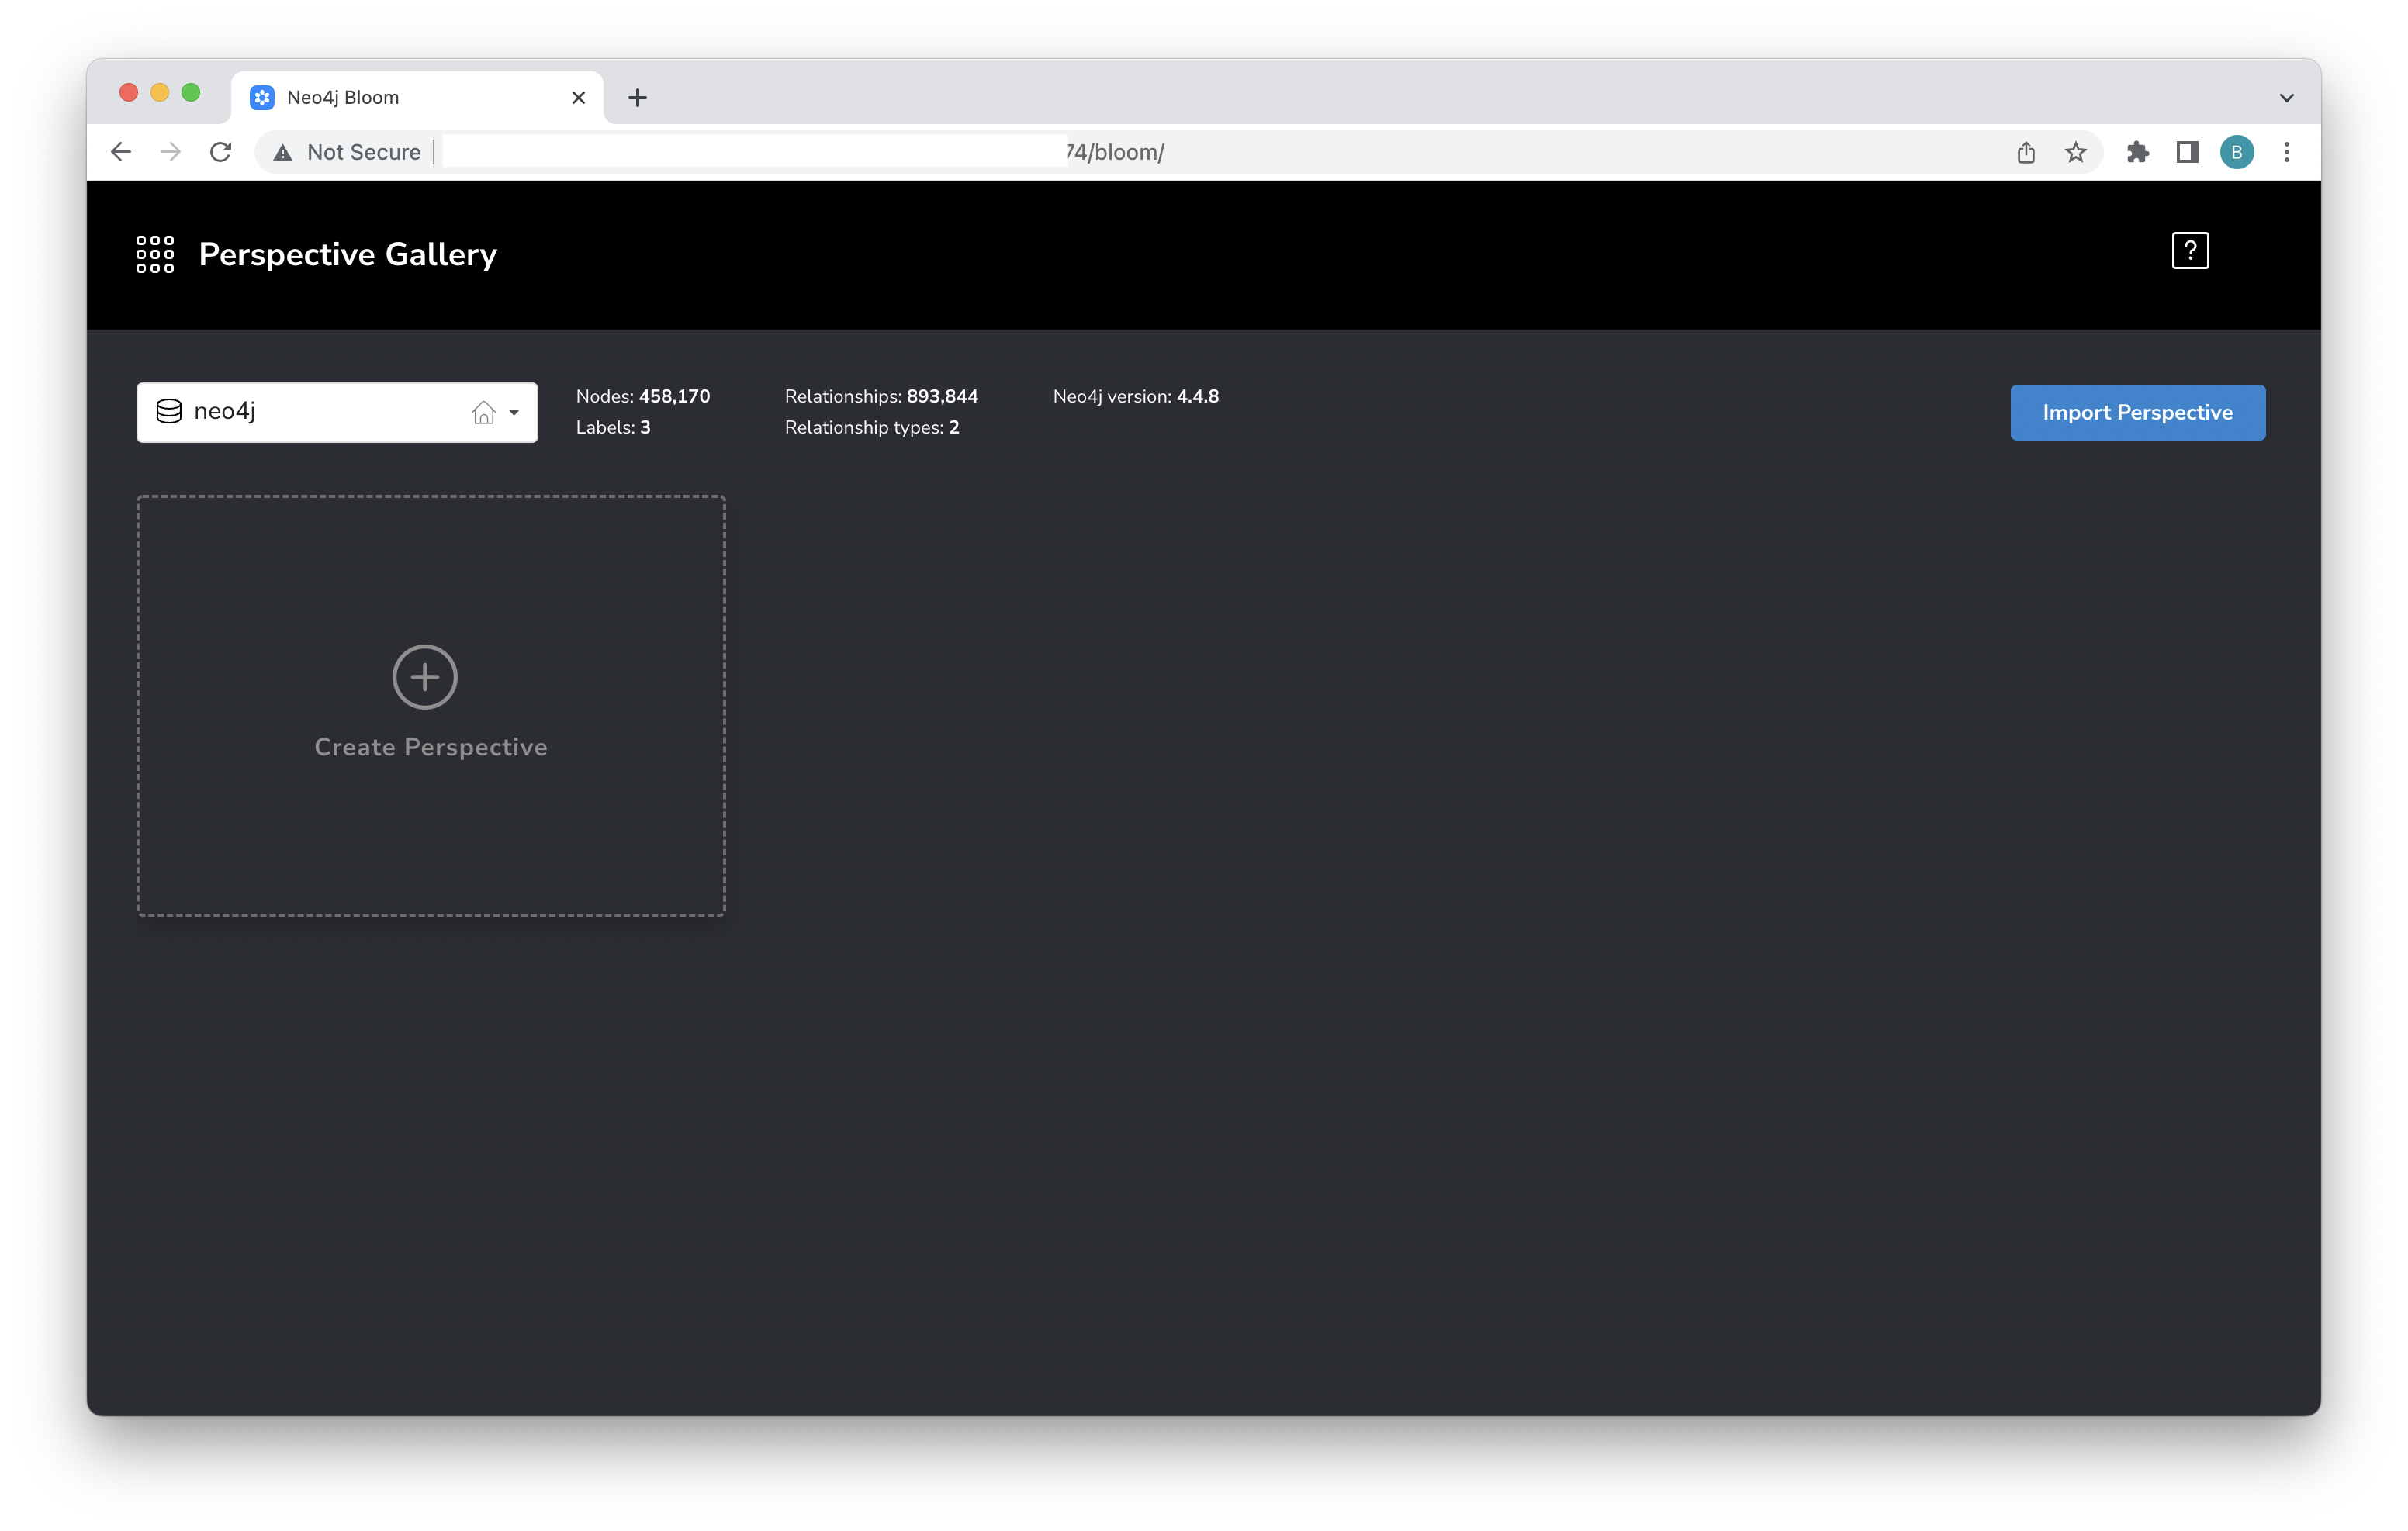 Neo4j Bloom
Not Secure
74/bloom/
B
Perspective Gallery
?
neo4j
Nodes: 458,170
Relationships: 893,844
Neo4j version: 4.4.8
Labels: 3
Relationship types: 2
Import Perspective
Create Perspective